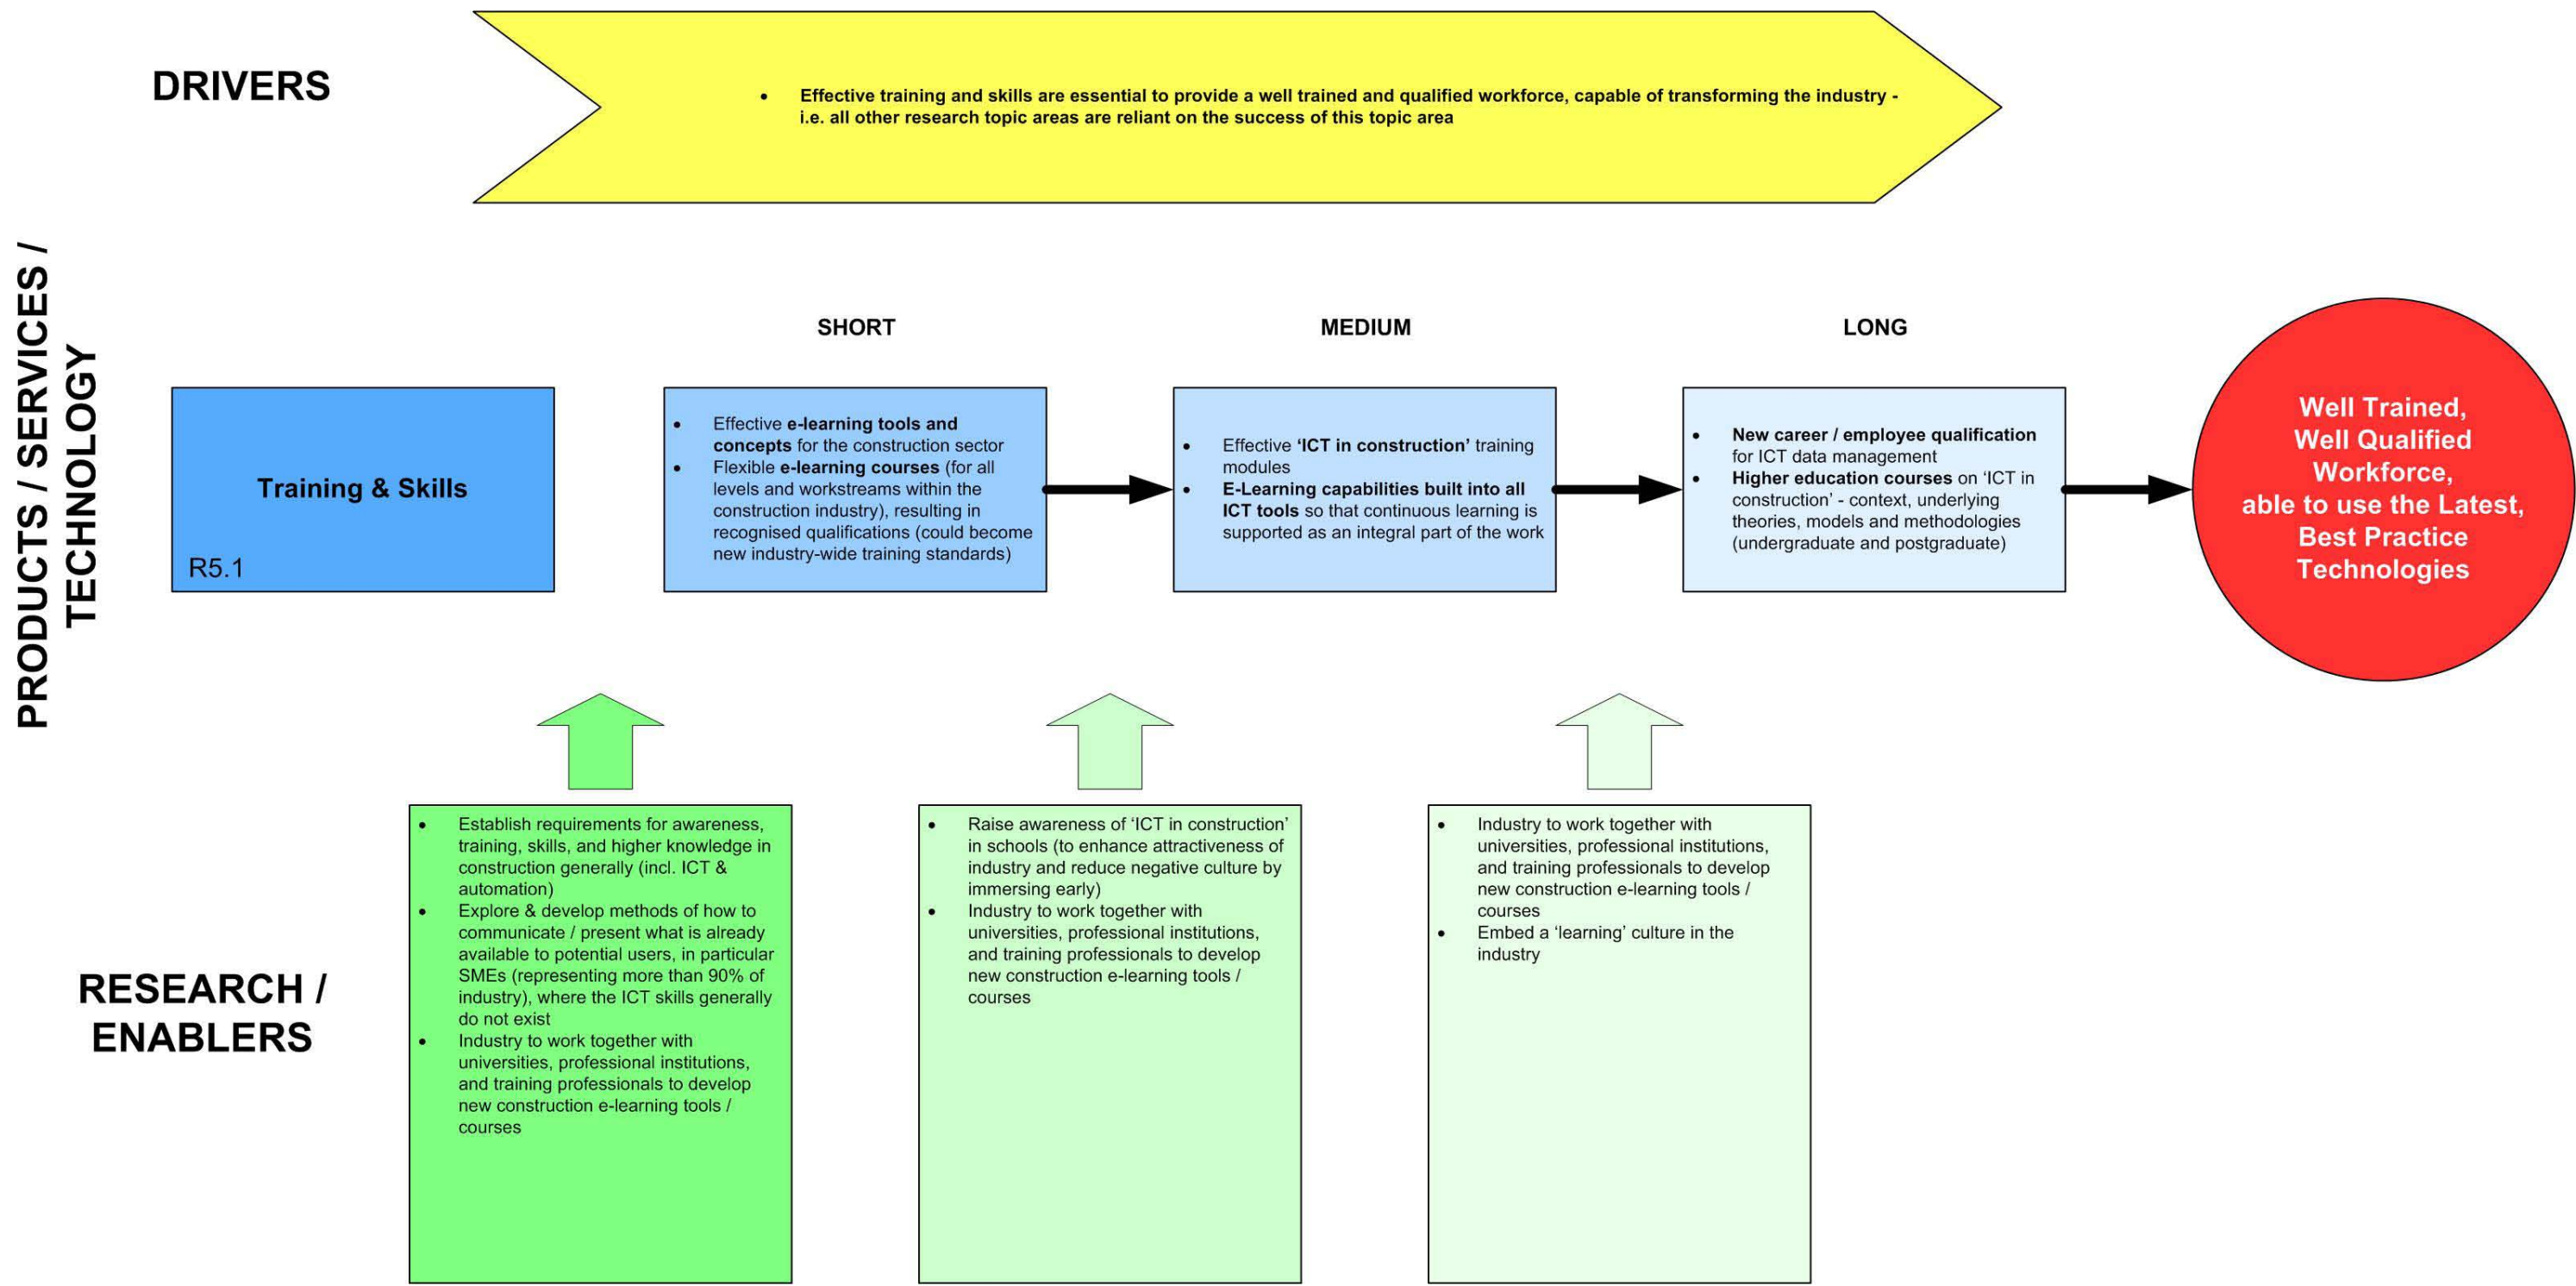 DRIVERS
• Effective training and skills are essential to provide a well trained and qualified workforce, capable of transforming the industry -
i.e. all other research topic areas are reliant on the success of this topic area
PRODUCTS / SERVICES /
TECHNOLOGY
SHORT
MEDIUM
LONG
Training & Skills
R5.1
• Effective e-learning tools and
concepts for the construction sector
• Flexible e-learning courses (for all
levels and workstreams within the
construction industry), resulting in
recognised qualifications (could become
new industry-wide training standards)
• Effective ‘ICT in construction’ training
modules
• E-Learning capabilities built into all
ICT tools so that continuous learning is
supported as an integral part of the work
• New career / employee qualification
for ICT data management
• Higher education courses on ‘ICT in
construction’ - context, underlying
theories, models and methodologies
(undergraduate and postgraduate)
Well Trained,
Well Qualified
Workforce,
able to use the Latest,
Best Practice
Technologies
RESEARCH /
ENABLERS
• Establish requirements for awareness,
training, skills, and higher knowledge in
construction generally (incl. ICT &
automation)
• Explore & develop methods of how to
communicate / present what is already
available to potential users, in particular
SMEs (representing more than 90% of
industry), where the ICT skills generally
do not exist
• Industry to work together with
universities, professional institutions,
and training professionals to develop
new construction e-learning tools /
courses
• Raise awareness of ‘ICT in construction’
in schools (to enhance attractiveness of
industry and reduce negative culture by
immersing early)
• Industry to work together with
universities, professional institutions,
and training professionals to develop
new construction e-learning tools /
courses
• Industry to work together with
universities, professional institutions,
and training professionals to develop
new construction e-learning tools /
courses
• Embed a ‘learning’ culture in the
industry